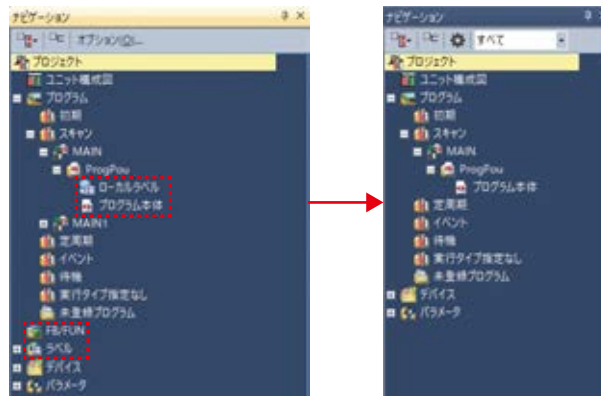 ナビゲーション
オプション(O)...
プロジェクト
ユニット構成図
プログラム
初期
スキャン
MAIN
ProgPou
ローカルラベル
プログラム本体
MAIN1
定周期
イベント
待機
実行タイプ指定なし
未登録プログラム
FB/FUN
ラベル
デバイス
パラメータ
ナビゲーション
すべて
プロジェクト
ユニット構成図
プログラム
初期
スキャン
MAIN
ProgPou
プログラム本体
定周期
イベント
待機
実行タイプ指定なし
未登録プログラム
デバイス
パラメータ